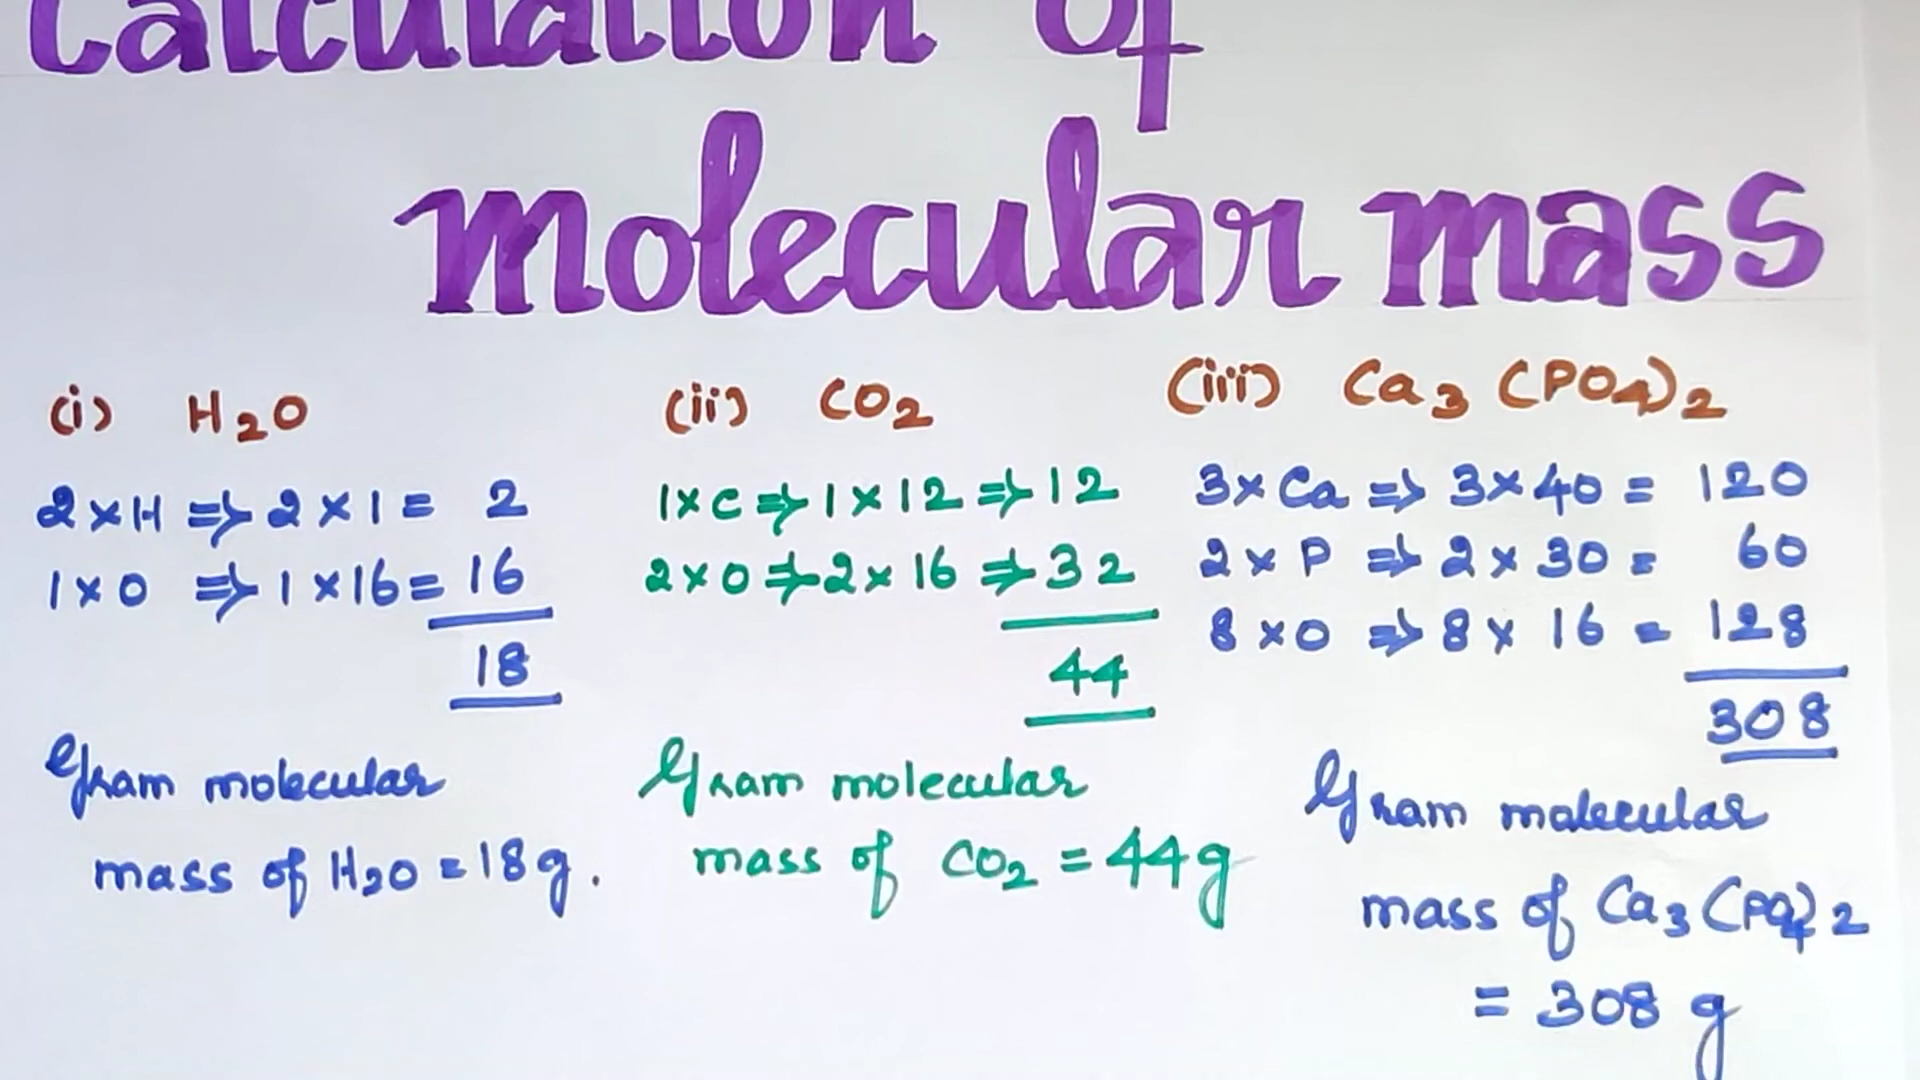 Calculation of
molecular mass
(i) H2O
2 x H => 2 x 1 = 2
1 x O => 1 x 16 = 16
18
Gram molecular
mass of H2O = 18g.
(ii) CO2
1 x C => 1 x 12 => 12
2 x O => 2 x 16 => 32
44
Gram molecular
mass of CO2 = 44g
(iii) Ca3 (PO4)2
3 x Ca => 3 x 40 = 120
2 x P => 2 x 30 = 60
8 x O => 8 x 16 = 128
308
Gram molecular
mass of Ca3 (PO4)2
= 308 g